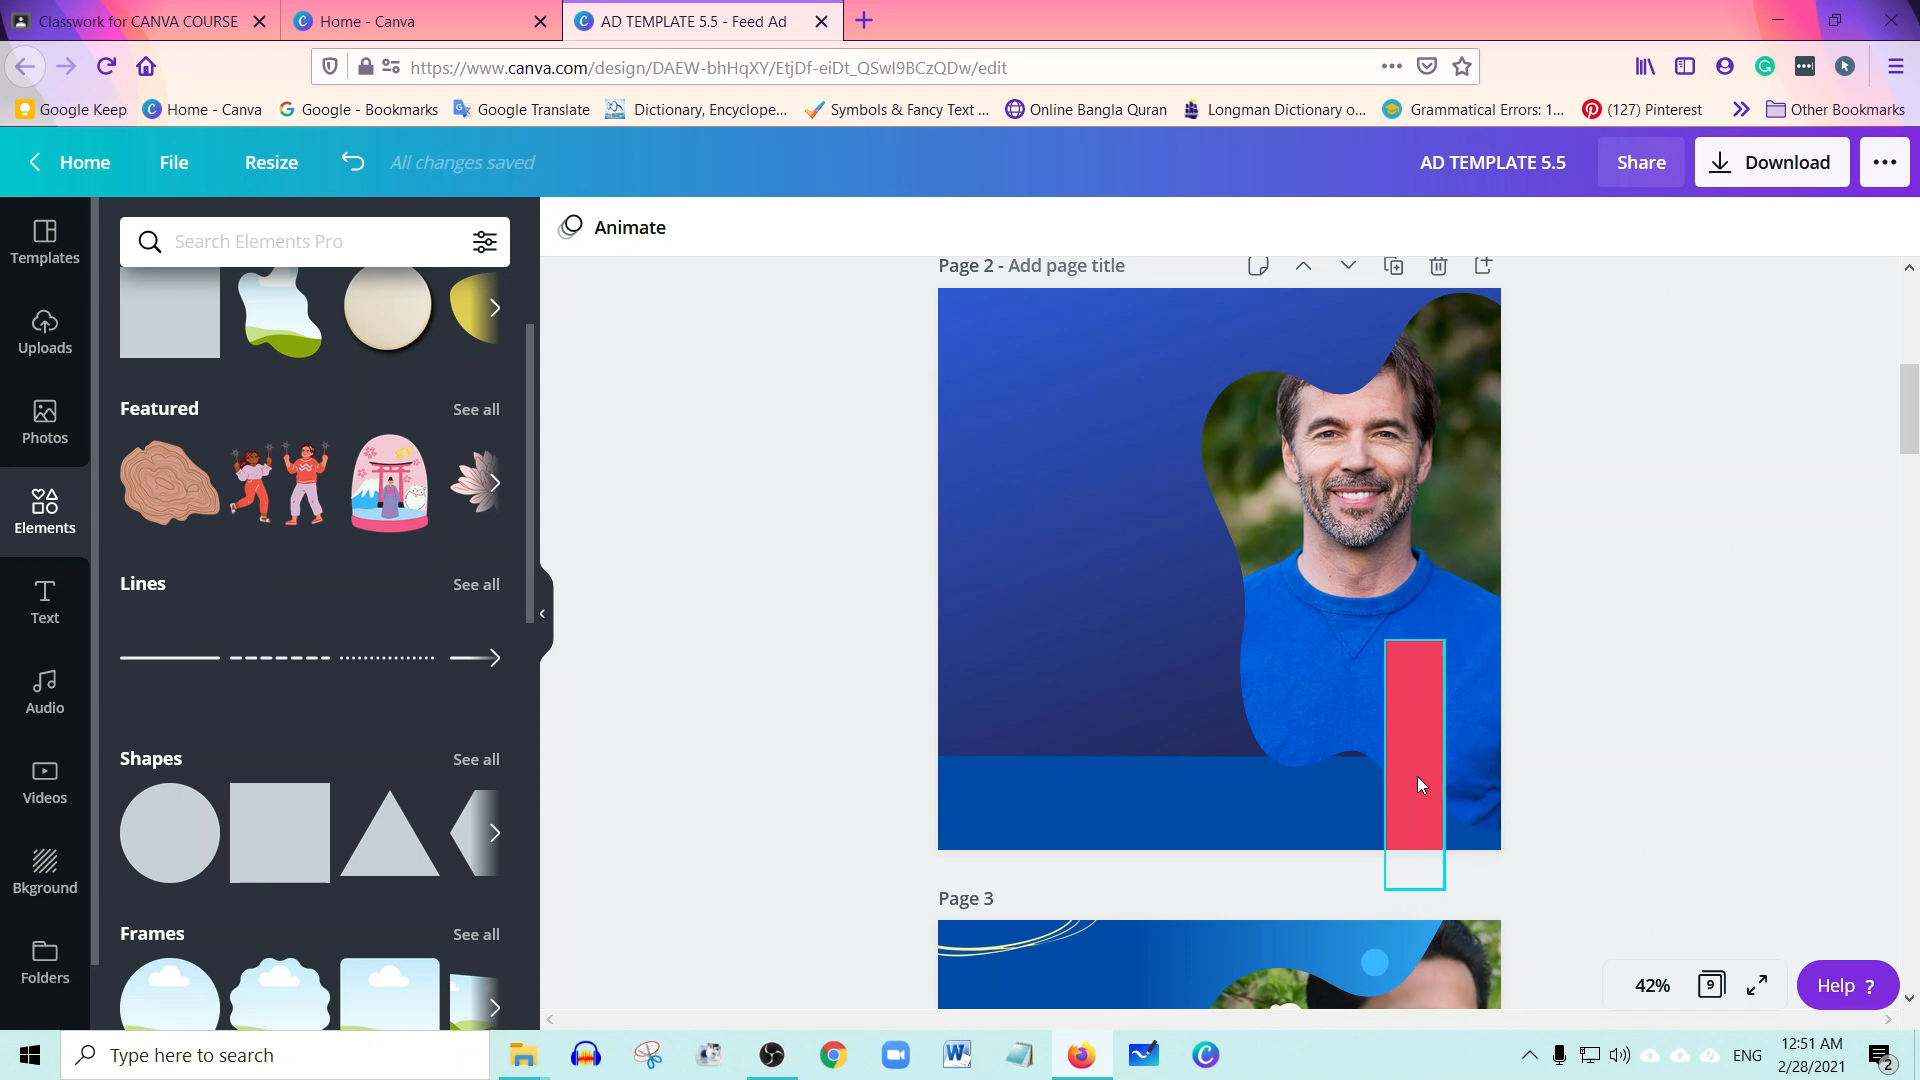 Classwork for CANVA COURSE
Home - Canva
AD TEMPLATE 5.5 - Feed Ad
https://www.canva.com/design/DAEW-bhHqXY/EtjDf-eiDt_QSwI9BCzQDw/edit
Google Keep
Home - Canva
Google - Bookmarks
Google Translate
Dictionary, Encyclope...
Symbols & Fancy Text ...
Online Bangla Quran
Longman Dictionary o...
Grammatical Errors: 1...
(127) Pinterest
Other Bookmarks
Home
File
Resize
All changes saved
AD TEMPLATE 5.5
Share
Download
Templates
Uploads
Photos
Elements
Text
Audio
Videos
Bkground
Folders
Search Elements Pro
Featured
See all
Lines
See all
Shapes
See all
Frames
See all
Animate
Page 2 - Add page title
Page 3
42%
9
Help ?
Type here to search
ENG
12:51 AM
2/28/2021
2